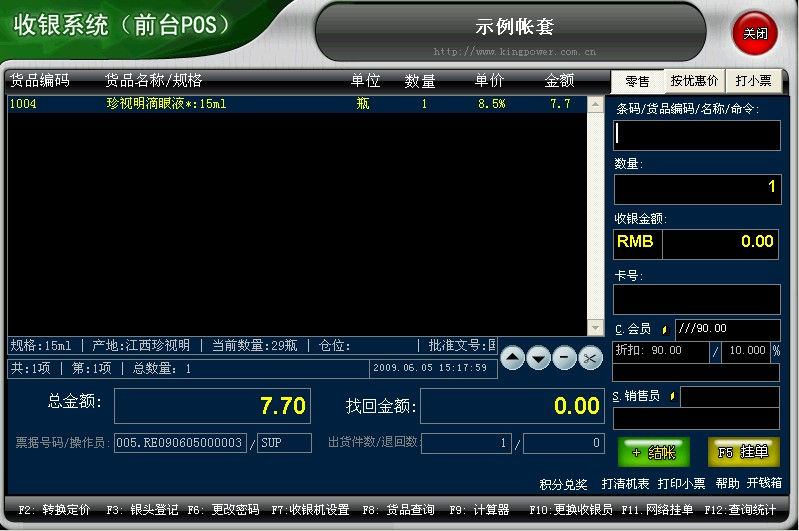 收银系统（前台POS）
示例帐套
http://www.kingpower.com.cn
关闭
货品编码 货品名称/规格 单位 数量 单价 金额
1004 珍视明滴眼液*:15ml 瓶 1 8.5% 7.7
零售 按优惠价 打小票
条码/货品编码/名称/命令:
数量:
1
收银金额:
RMB 0.00
卡号:
C.会员 ///90.00
折扣: 90.00 / 10.000 %
S.销售员
规格:15ml | 产地:江西珍视明 | 当前数量:29瓶 | 仓位: | 批准文号:国
共:1项 | 第:1项 | 总数量: 1 2009.06.05 15:17:59
总金额: 7.70 找回金额: 0.00
票据号码/操作员: 005.RE090605000003 / SUP 出货件数/退回数: 1 / 0
+ 结帐 F5 挂单
积分兑奖 打清机表 打印小票 帮助 开钱箱
F2: 转换定价 F3: 银头登记 F6: 更改密码 F7:收银机设置 F8: 货品查询 F9: 计算器 F10:更换收银员 F11.网络挂单 F12:查询统计